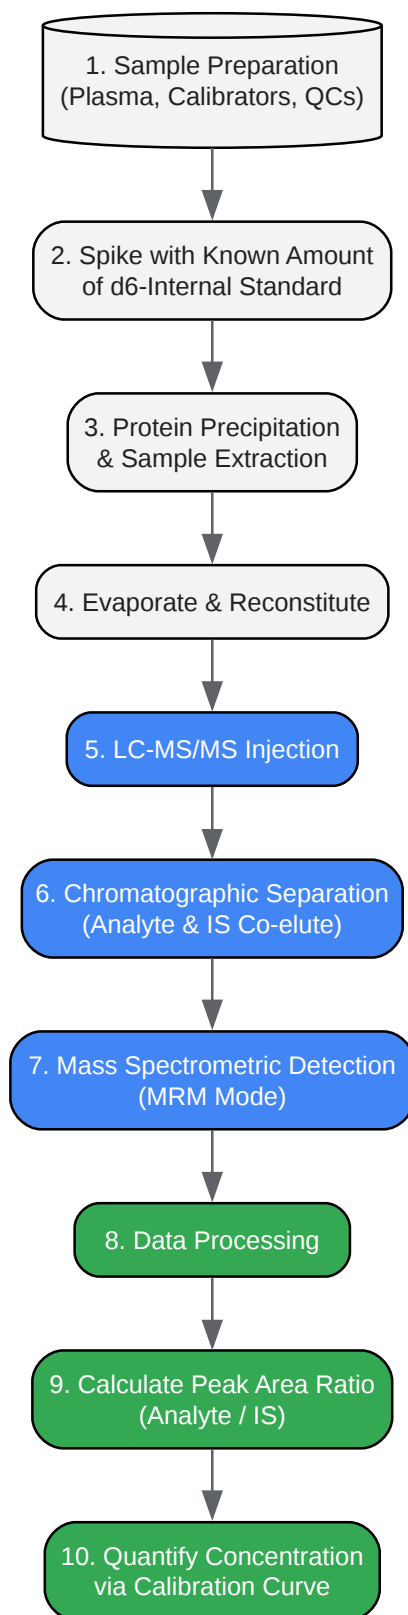 1. Sample Preparation
(Plasma, Calibrators, QCs)
2. Spike with Known Amount
of d6-Internal Standard
3. Protein Precipitation
& Sample Extraction
4. Evaporate & Reconstitute
5. LC-MS/MS Injection
6. Chromatographic Separation
(Analyte & IS Co-elute)
7. Mass Spectrometric Detection
(MRM Mode)
8. Data Processing
9. Calculate Peak Area Ratio
(Analyte / IS)
10. Quantify Concentration
via Calibration Curve